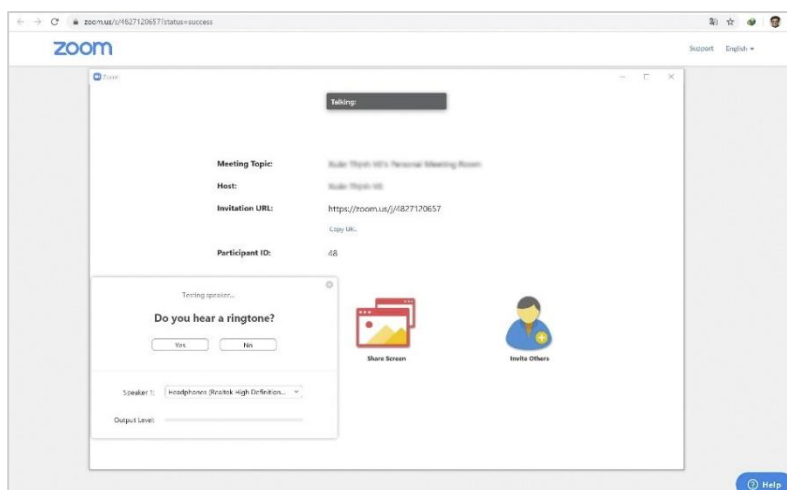 zoom.us/s/4827120657?status=success
zoom
Support English
Zoom
Talking:
Meeting Topic:
Host:
Invitation URL: https://zoom.us/j/4827120657
Copy URL
Participant ID: 48
Testing speaker...
Do you hear a ringtone?
Yes No
Speaker 1: Headphones (Realtek High Definition...
Output Level:
Share Screen
Invite Others
Help